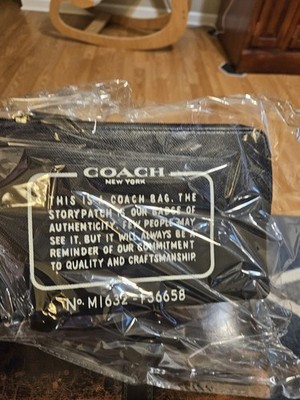 COACH
NEW YORK
THIS IS A COACH BAG. THE
STORYPATCH IS OUR BADGE OF
AUTHENTICITY. FEW PEOPLE MAY
SEE IT, BUT IT WILL ALWAYS BE A
REMINDER OF OUR COMMITMENT
TO QUALITY AND CRAFTSMANSHIP.
No. M1632 - F36658